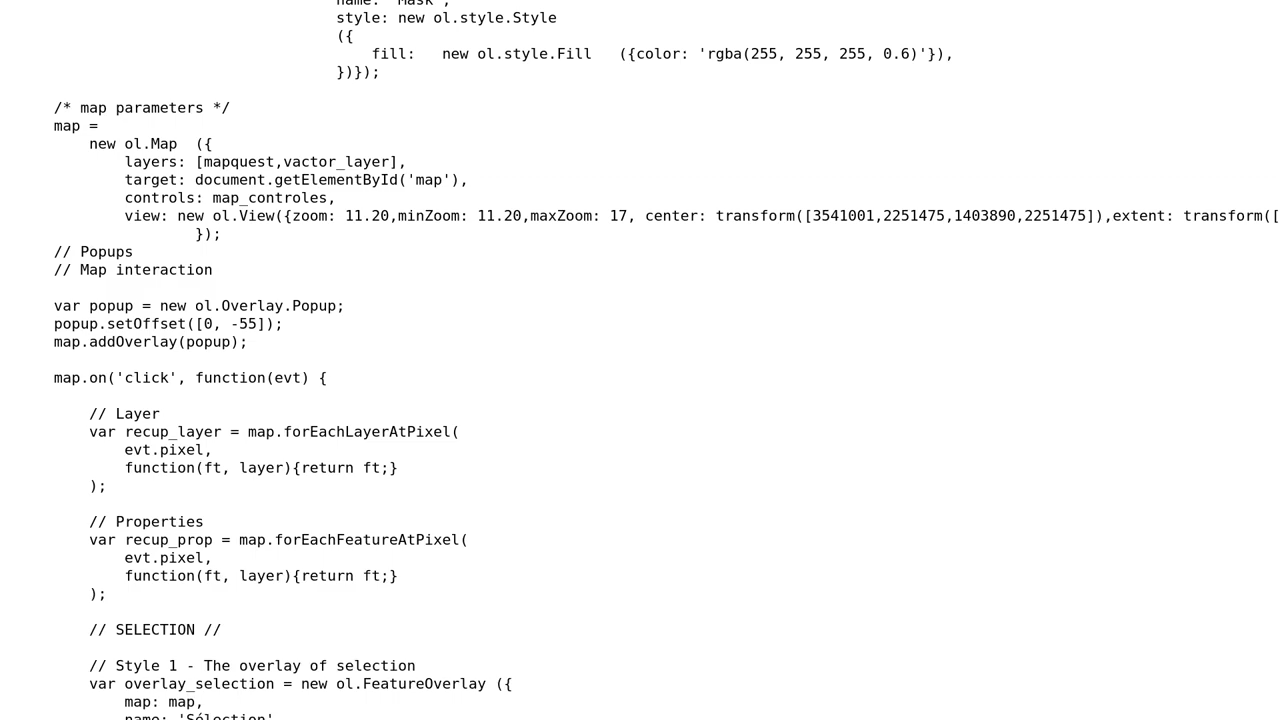 name: 'Mask',
style: new ol.style.Style
({
fill:   new ol.style.Fill   ({color: 'rgba(255, 255, 255, 0.6)'}),
})});
/* map parameters */
map =
new ol.Map  ({
layers: [mapquest,vactor_layer],
target: document.getElementById('map'),
controls: map_controles,
view: new ol.View({zoom: 11.20,minZoom: 11.20,maxZoom: 17, center: transform([3541001,2251475,1403890,2251475]),extent: transform([
});
// Popups
// Map interaction
var popup = new ol.Overlay.Popup;
popup.setOffset([0, -55]);
map.addOverlay(popup);
map.on('click', function(evt) {
// Layer
var recup_layer = map.forEachLayerAtPixel(
evt.pixel,
function(ft, layer){return ft;}
);
// Properties
var recup_prop = map.forEachFeatureAtPixel(
evt.pixel,
function(ft, layer){return ft;}
);
// SELECTION //
// Style 1 - The overlay of selection
var overlay_selection = new ol.FeatureOverlay ({
map: map,
name: 'Sélection'